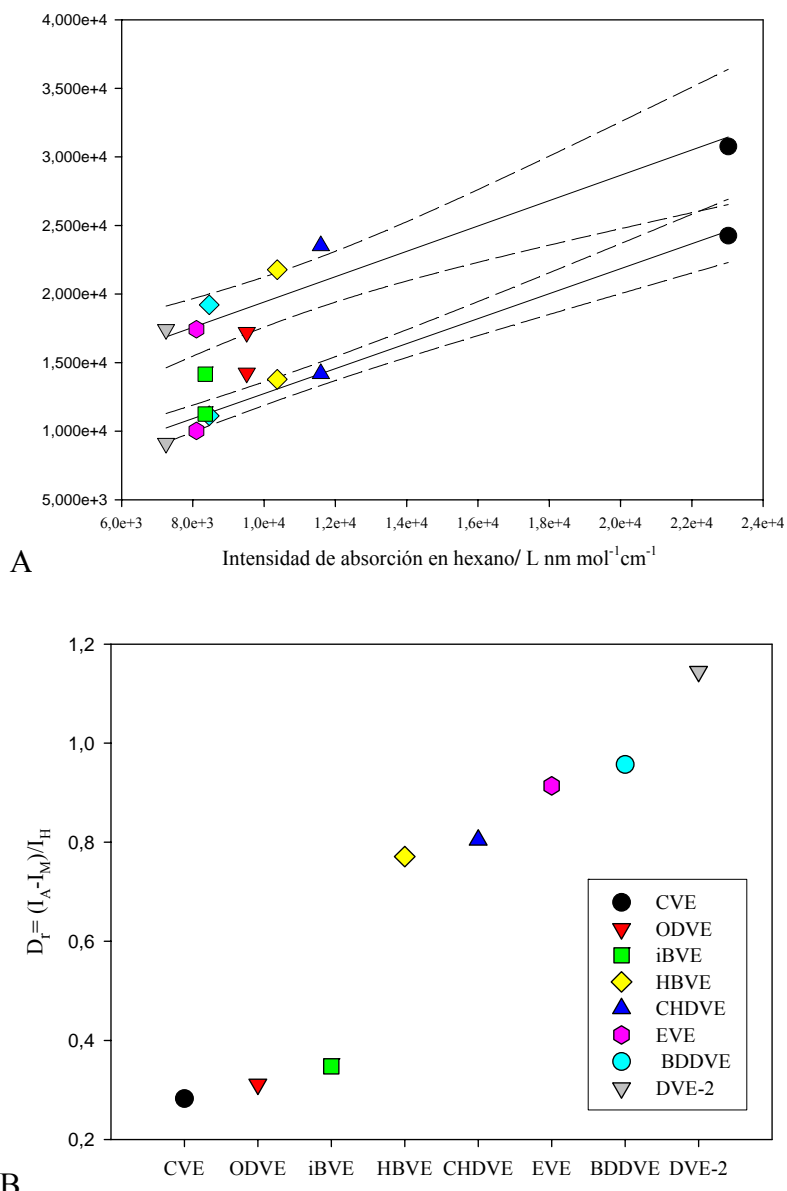 4,000e+4
3,500e+4
3,000e+4
2,500e+4
2,000e+4
1,500e+4
1,000e+4
5,000e+3
6,0e+3 8,0e+3 1,0e+4 1,2e+4 1,4e+4 1,6e+4 1,8e+4 2,0e+4 2,2e+4 2,4e+4
Intensidad de absorción en hexano/ L nm mol⁻¹cm⁻¹
A
1,2
1,0
0,8
0,6
0,4
0,2
D_r= (I_A-I_M)/I_H
CVE
ODVE
iBVE
HBVE
CHDVE
EVE
BDDVE
DVE-2
CVE ODVE iBVE HBVE CHDVE EVE BDDVE DVE-2
B